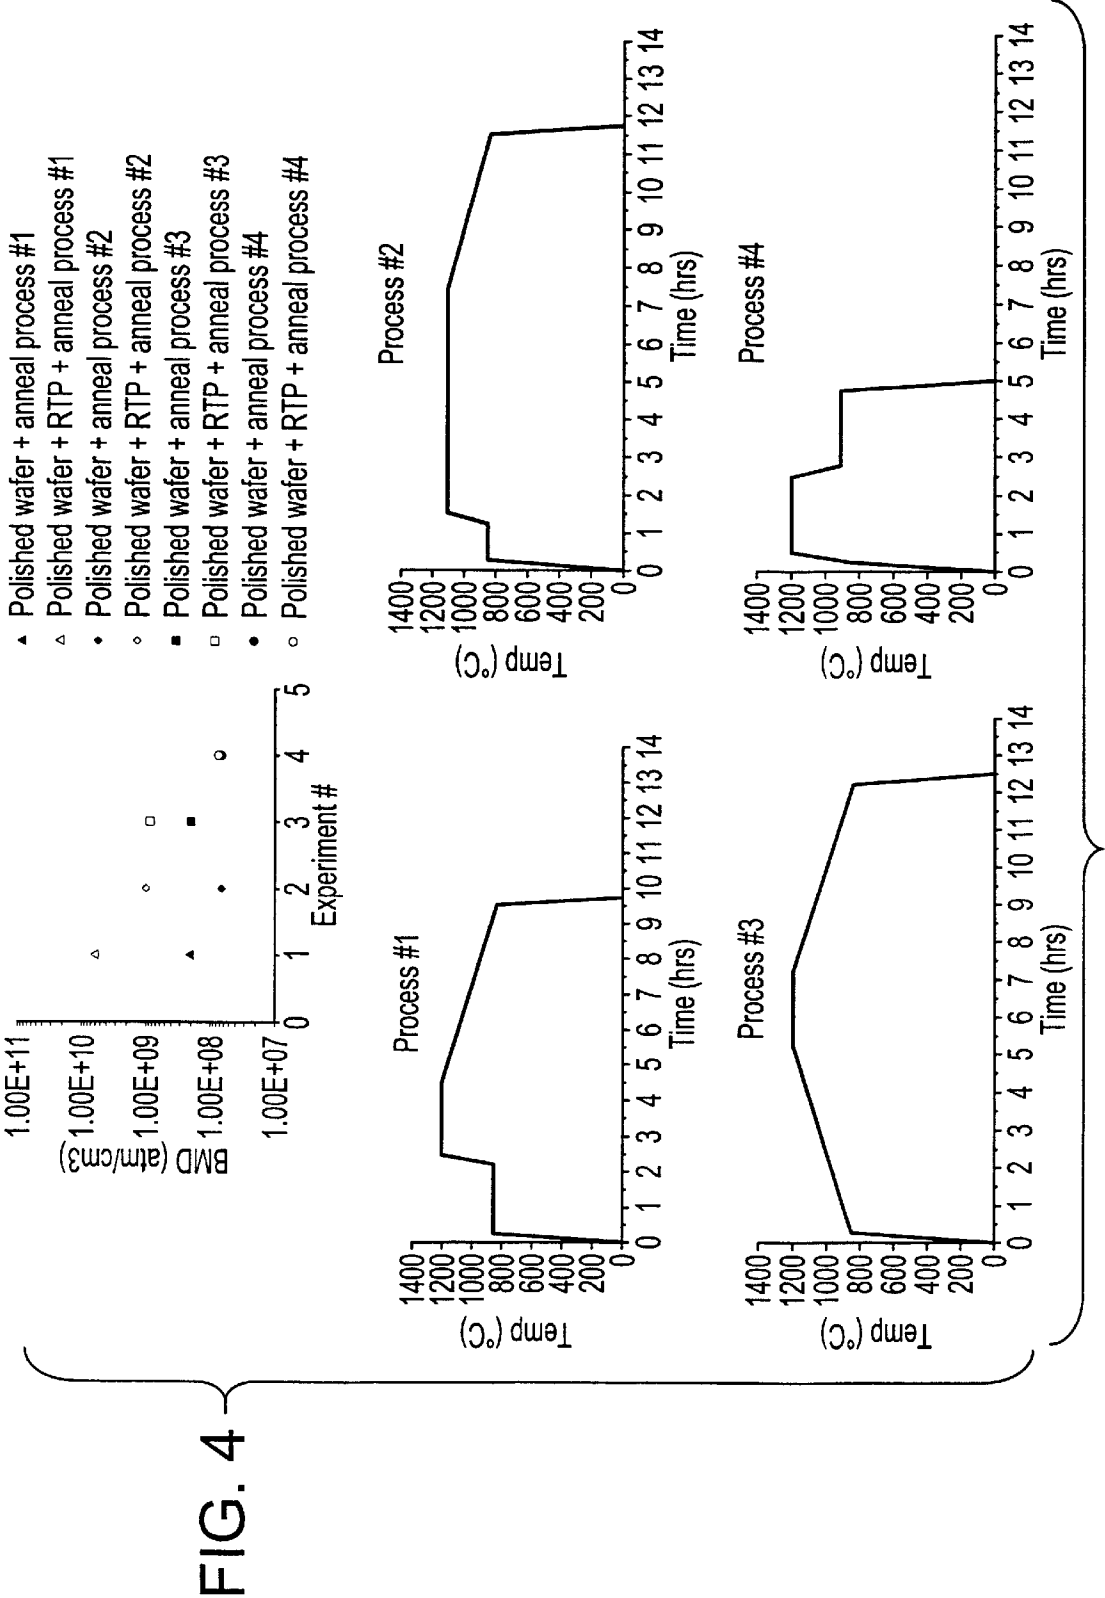 FIG. 4
1.00E+11
1.00E+10
1.00E+09
1.00E+08
1.00E+07
BMD (atm/cm3)
0 1 2 3 4 5
Experiment #
▲ Polished wafer + anneal process #1
△ Polished wafer + RTP + anneal process #1
◆ Polished wafer + anneal process #2
◇ Polished wafer + RTP + anneal process #2
■ Polished wafer + anneal process #3
□ Polished wafer + RTP + anneal process #3
● Polished wafer + anneal process #4
○ Polished wafer + RTP + anneal process #4
Process #1
1400
1200
1000
800
600
400
200
0
Temp (°C)
0 1 2 3 4 5 6 7 8 9 10 11 12 13 14
Time (hrs)
Process #2
1400
1200
1000
800
600
400
200
0
Temp (°C)
0 1 2 3 4 5 6 7 8 9 10 11 12 13 14
Time (hrs)
Process #3
1400
1200
1000
800
600
400
200
0
Temp (°C)
0 1 2 3 4 5 6 7 8 9 10 11 12 13 14
Time (hrs)
Process #4
1400
1200
1000
800
600
400
200
0
Temp (°C)
0 1 2 3 4 5 6 7 8 9 10 11 12 13 14
Time (hrs)